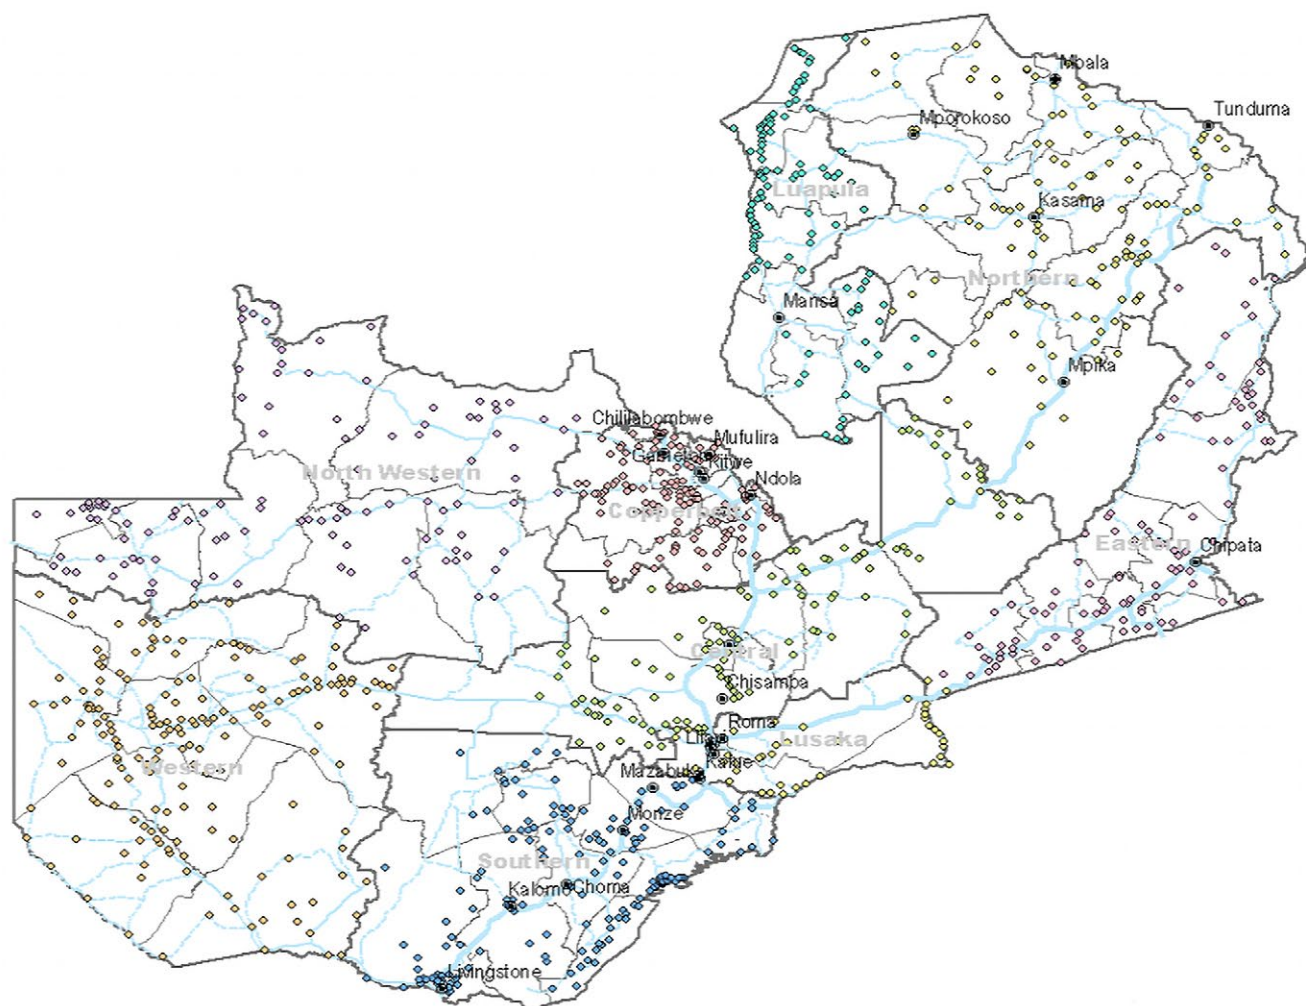 Mbala
Tunduma
Mporokoso
Luapula
Kasama
Northern
Mansa
Mpika
Chililabombwe
Mufulira
Kitwe
North Western
Ndola
Copperbelt
Eastern
Chipata
Central
Chisampa
Roma
Lusaka
Kafue
Western
Mazabuka
Monze
Southern
Kalomo
Choma
Livingstone